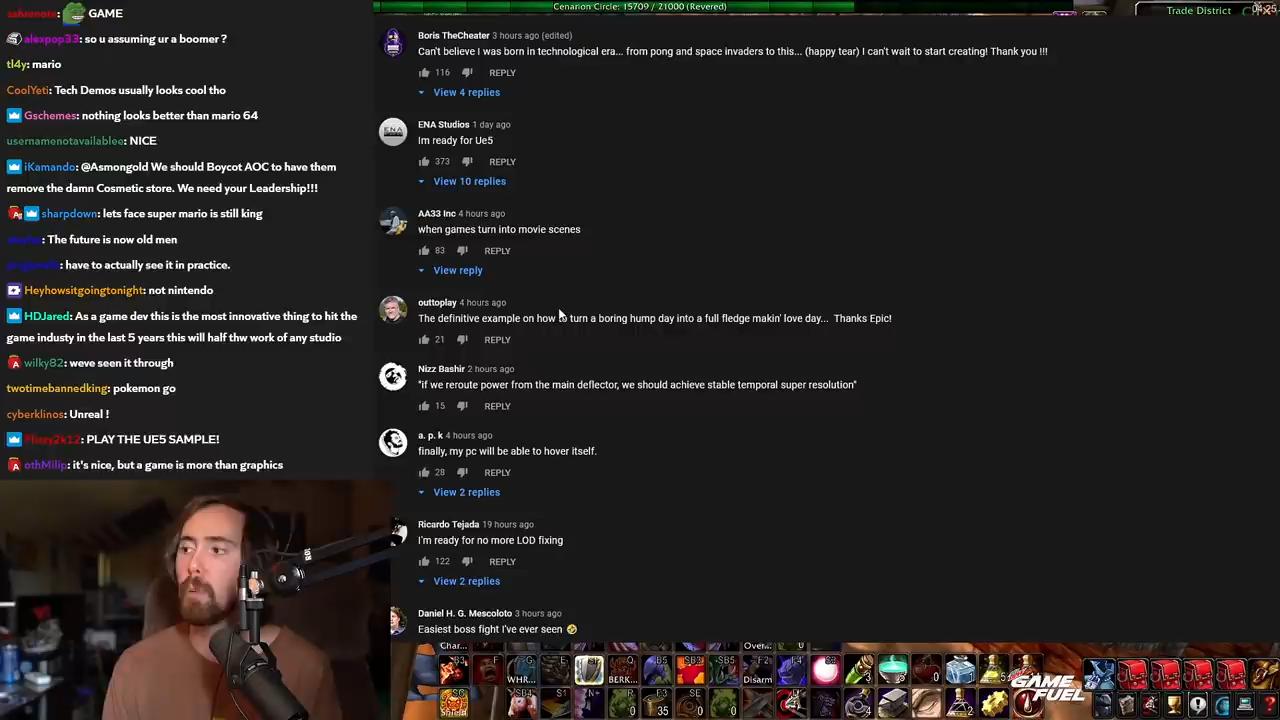 Cenarion Circle: 15709 / 21000 (Revered)
04:25
Trade District
GAME
alexpop33: so u assuming ur a boomer ?
tl4y: mario
CoolYeti: Tech Demos usually looks cool tho
Gschemes: nothing looks better than mario 64
usernamenotavailablee: NICE
iKamando: @Asmongold We should Boycot AOC to have them
remove the damn Cosmetic store. We need your Leadership!!!
sharpdown: lets face super mario is still king
The future is now old men
have to actually see it in practice.
Heyhowsitgoingtonight: not nintendo
HDJared: As a game dev this is the most innovative thing to hit the
game industy in the last 5 years this will half thw work of any studio
wilky82: weve seen it through
twotimebannedking: pokemon go
cyberklinos: Unreal !
PLAY THE UE5 SAMPLE!
othMilip: it's nice, but a game is more than graphics
Boris TheCheater 3 hours ago (edited)
Can't believe I was born in technological era... from pong and space invaders to this... (happy tear) I can't wait to start creating! Thank you !!!
116 REPLY
View 4 replies
ENA Studios 1 day ago
Im ready for Ue5
373 REPLY
View 10 replies
AA33 Inc 4 hours ago
when games turn into movie scenes
83 REPLY
View reply
outtoplay 4 hours ago
The definitive example on how to turn a boring hump day into a full fledge makin' love day... Thanks Epic!
21 REPLY
Nizz Bashir 2 hours ago
"if we reroute power from the main deflector, we should achieve stable temporal super resolution"
15 REPLY
a. p. k 4 hours ago
finally, my pc will be able to hover itself.
28 REPLY
View 2 replies
Ricardo Tejada 19 hours ago
I'm ready for no more LOD fixing
122 REPLY
View 2 replies
Daniel H. G. Mescoloto 3 hours ago
Easiest boss fight I've ever seen
GAME
FUEL